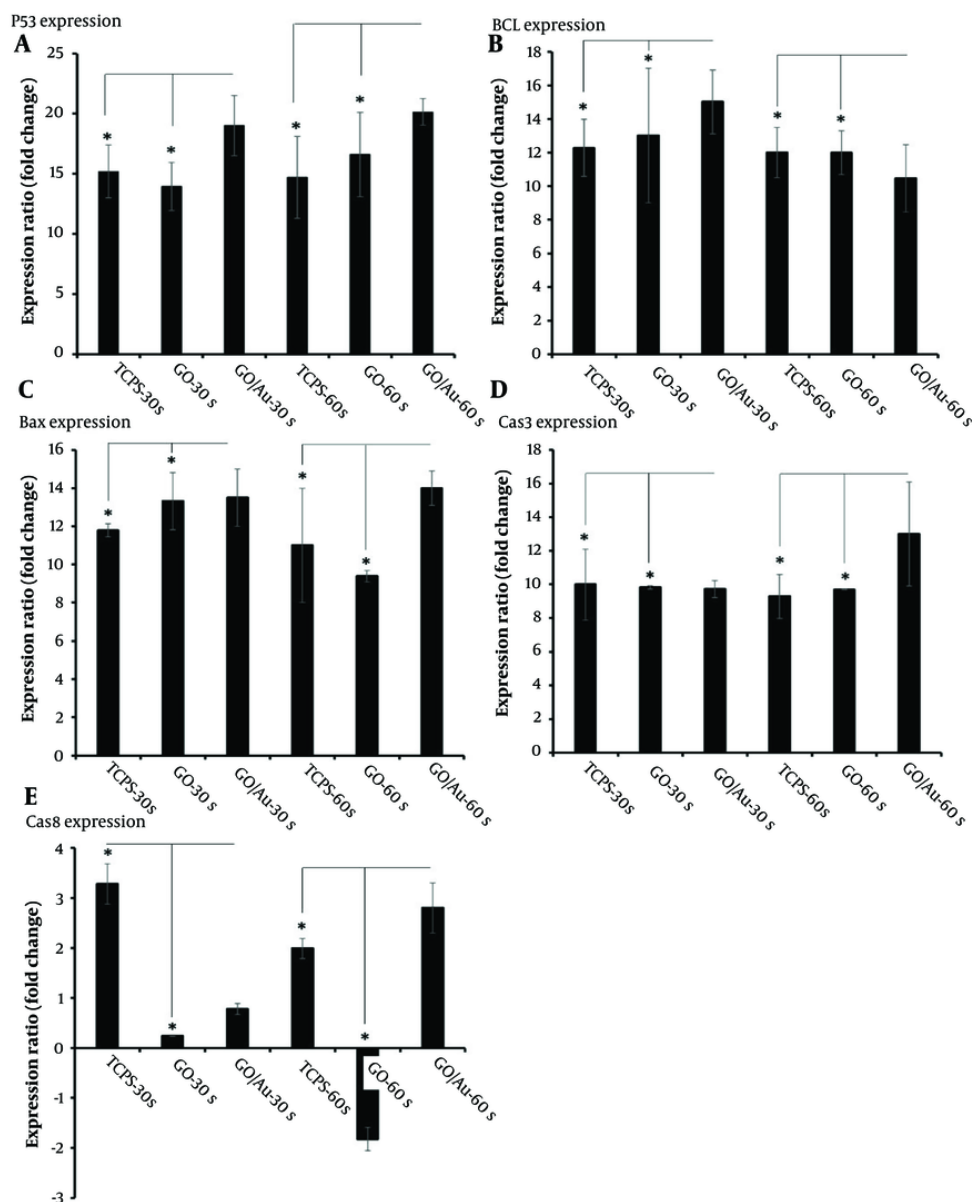 P53 expression
A
Expression ratio (fold change)
25
20
15
10
5
0
*
*
*
*
TCPS-30s
GO-30 s
GO/Au-30 s
TCPS-60s
GO-60 s
GO/Au-60 s
BCL expression
B
Expression ratio (fold change)
18
16
14
12
10
8
6
4
2
0
*
*
*
*
TCPS-30s
GO-30 s
GO/Au-30 s
TCPS-60s
GO-60 s
GO/Au-60 s
C
Bax expression
Expression ratio (fold change)
16
14
12
10
8
6
4
2
0
*
*
*
*
TCPS-30s
GO-30 s
GO/Au-30 s
TCPS-60s
GO-60 s
GO/Au-60 s
D
Cas3 expression
Expression ratio (fold change)
18
16
14
12
10
8
6
4
2
0
*
*
*
*
TCPS-30s
GO-30 s
GO/Au-30 s
TCPS-60s
GO-60 s
GO/Au-60 s
E
Cas8 expression
Expression ratio (fold change)
4
3
2
1
0
-1
-2
-3
*
*
*
*
TCPS-30s
GO-30 s
GO/Au-30 s
TCPS-60s
GO-60 s
GO/Au-60 s